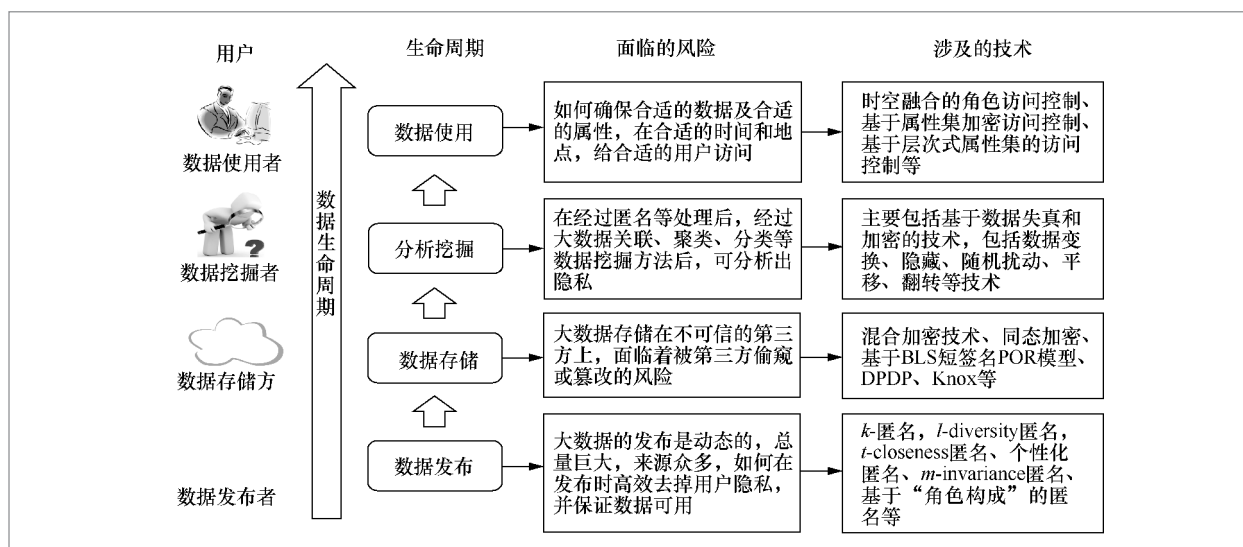 用户
生命周期
面临的风险
涉及的技术
数据生命周期
数据使用者
数据使用
如何确保合适的数据及合适
的属性，在合适的时间和地
点，给合适的用户访问
时空融合的角色访问控制、
基于属性集加密访问控制、
基于层次式属性集的访问
控制等
?
数据挖掘者
分析挖掘
在经过匿名等处理后，经过
大数据关联、聚类、分类等
数据挖掘方法后，可分析出
隐私
主要包括基于数据失真和
加密的技术，包括数据变
换、隐藏、随机扰动、平
移、翻转等技术
数据存储方
数据存储
大数据存储在不可信的第三
方上，面临着被第三方偷窥
或篡改的风险
混合加密技术、同态加密、
基于BLS短签名POR模型、
DPDP、Knox等
数据发布者
数据发布
大数据的发布是动态的，总
量巨大，来源众多，如何在
发布时高效去掉用户隐私，
并保证数据可用
k-匿名，l-diversity匿名，
t-closeness匿名、个性化
匿名、m-invariance匿名、
基于“角色构成”的匿
名等